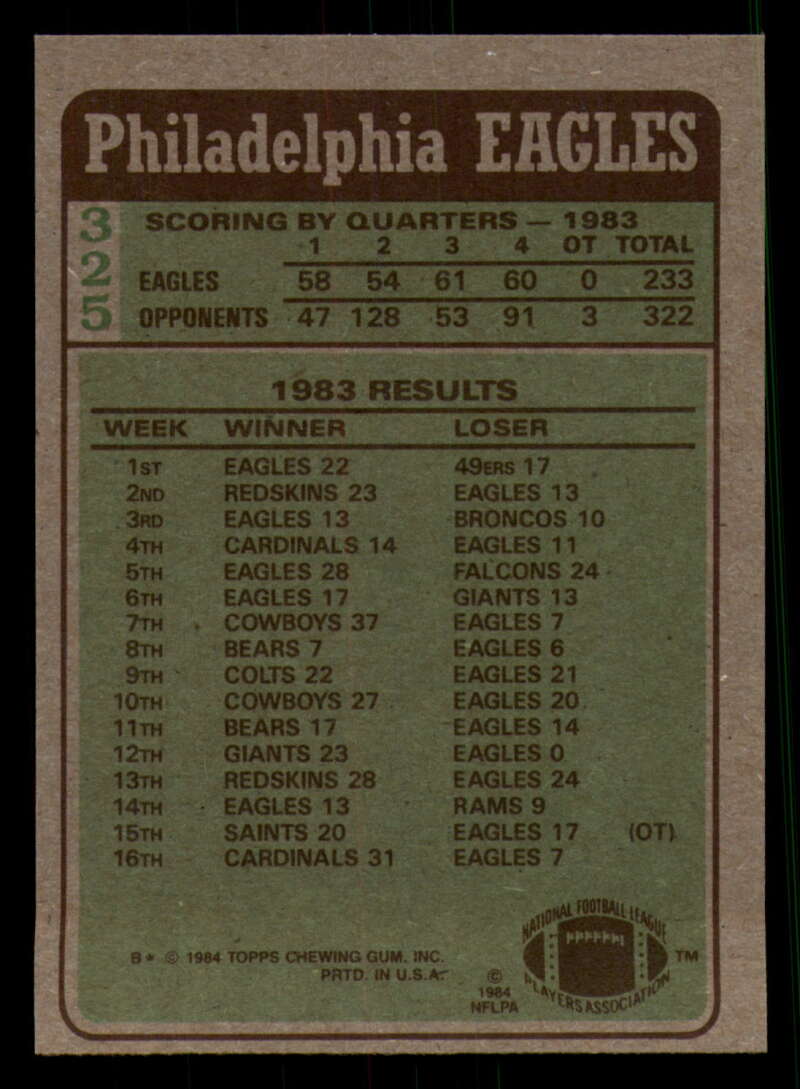 Philadelphia EAGLES
325
SCORING BY QUARTERS — 1983
1 2 3 4 OT TOTAL
EAGLES 58 54 61 60 0 233
OPPONENTS 47 128 53 91 3 322
1983 RESULTS
WEEK WINNER LOSER
1ST EAGLES 22 49ERS 17
2ND REDSKINS 23 EAGLES 13
3RD EAGLES 13 BRONCOS 10
4TH CARDINALS 14 EAGLES 11
5TH EAGLES 28 FALCONS 24
6TH EAGLES 17 GIANTS 13
7TH COWBOYS 37 EAGLES 7
8TH BEARS 7 EAGLES 6
9TH COLTS 22 EAGLES 21
10TH COWBOYS 27 EAGLES 20
11TH BEARS 17 EAGLES 14
12TH GIANTS 23 EAGLES 0
13TH REDSKINS 28 EAGLES 24
14TH EAGLES 13 RAMS 9
15TH SAINTS 20 EAGLES 17 (OT)
16TH CARDINALS 31 EAGLES 7
B* © 1984 TOPPS CHEWING GUM. INC.
PRTD. IN U.S.A.
©
1984
NFLPA
NATIONAL FOOTBALL LEAGUE
PLAYERS ASSOCIATION
TM